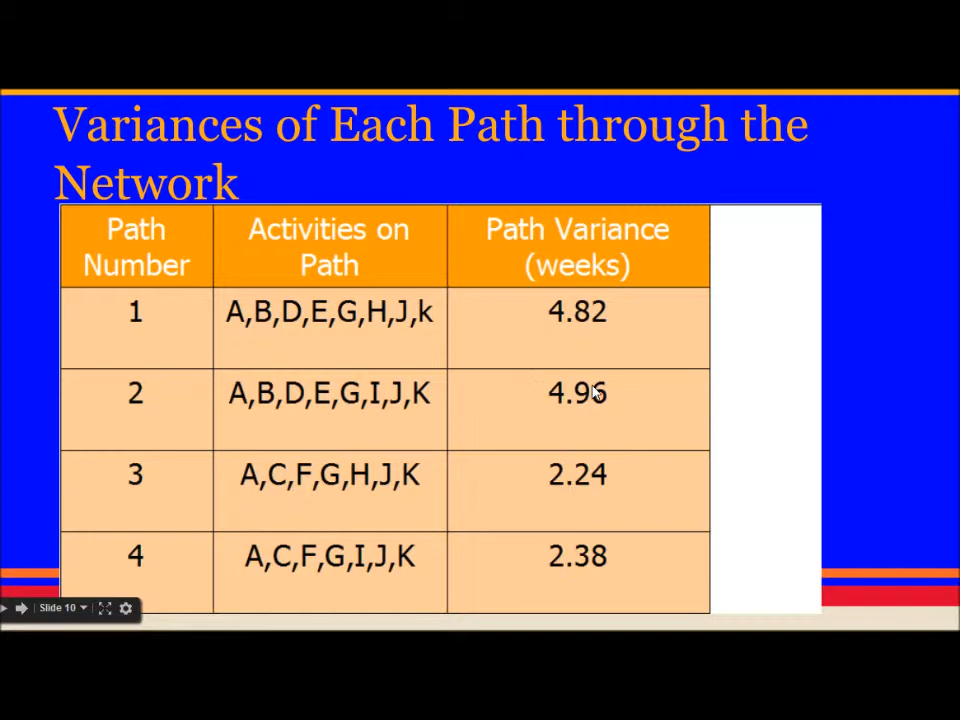 Variances of Each Path through the
Network
Path Number
Activities on Path
Path Variance (weeks)
1
A,B,D,E,G,H,J,k
4.82
2
A,B,D,E,G,I,J,K
4.96
3
A,C,F,G,H,J,K
2.24
4
A,C,F,G,I,J,K
2.38
Slide 10